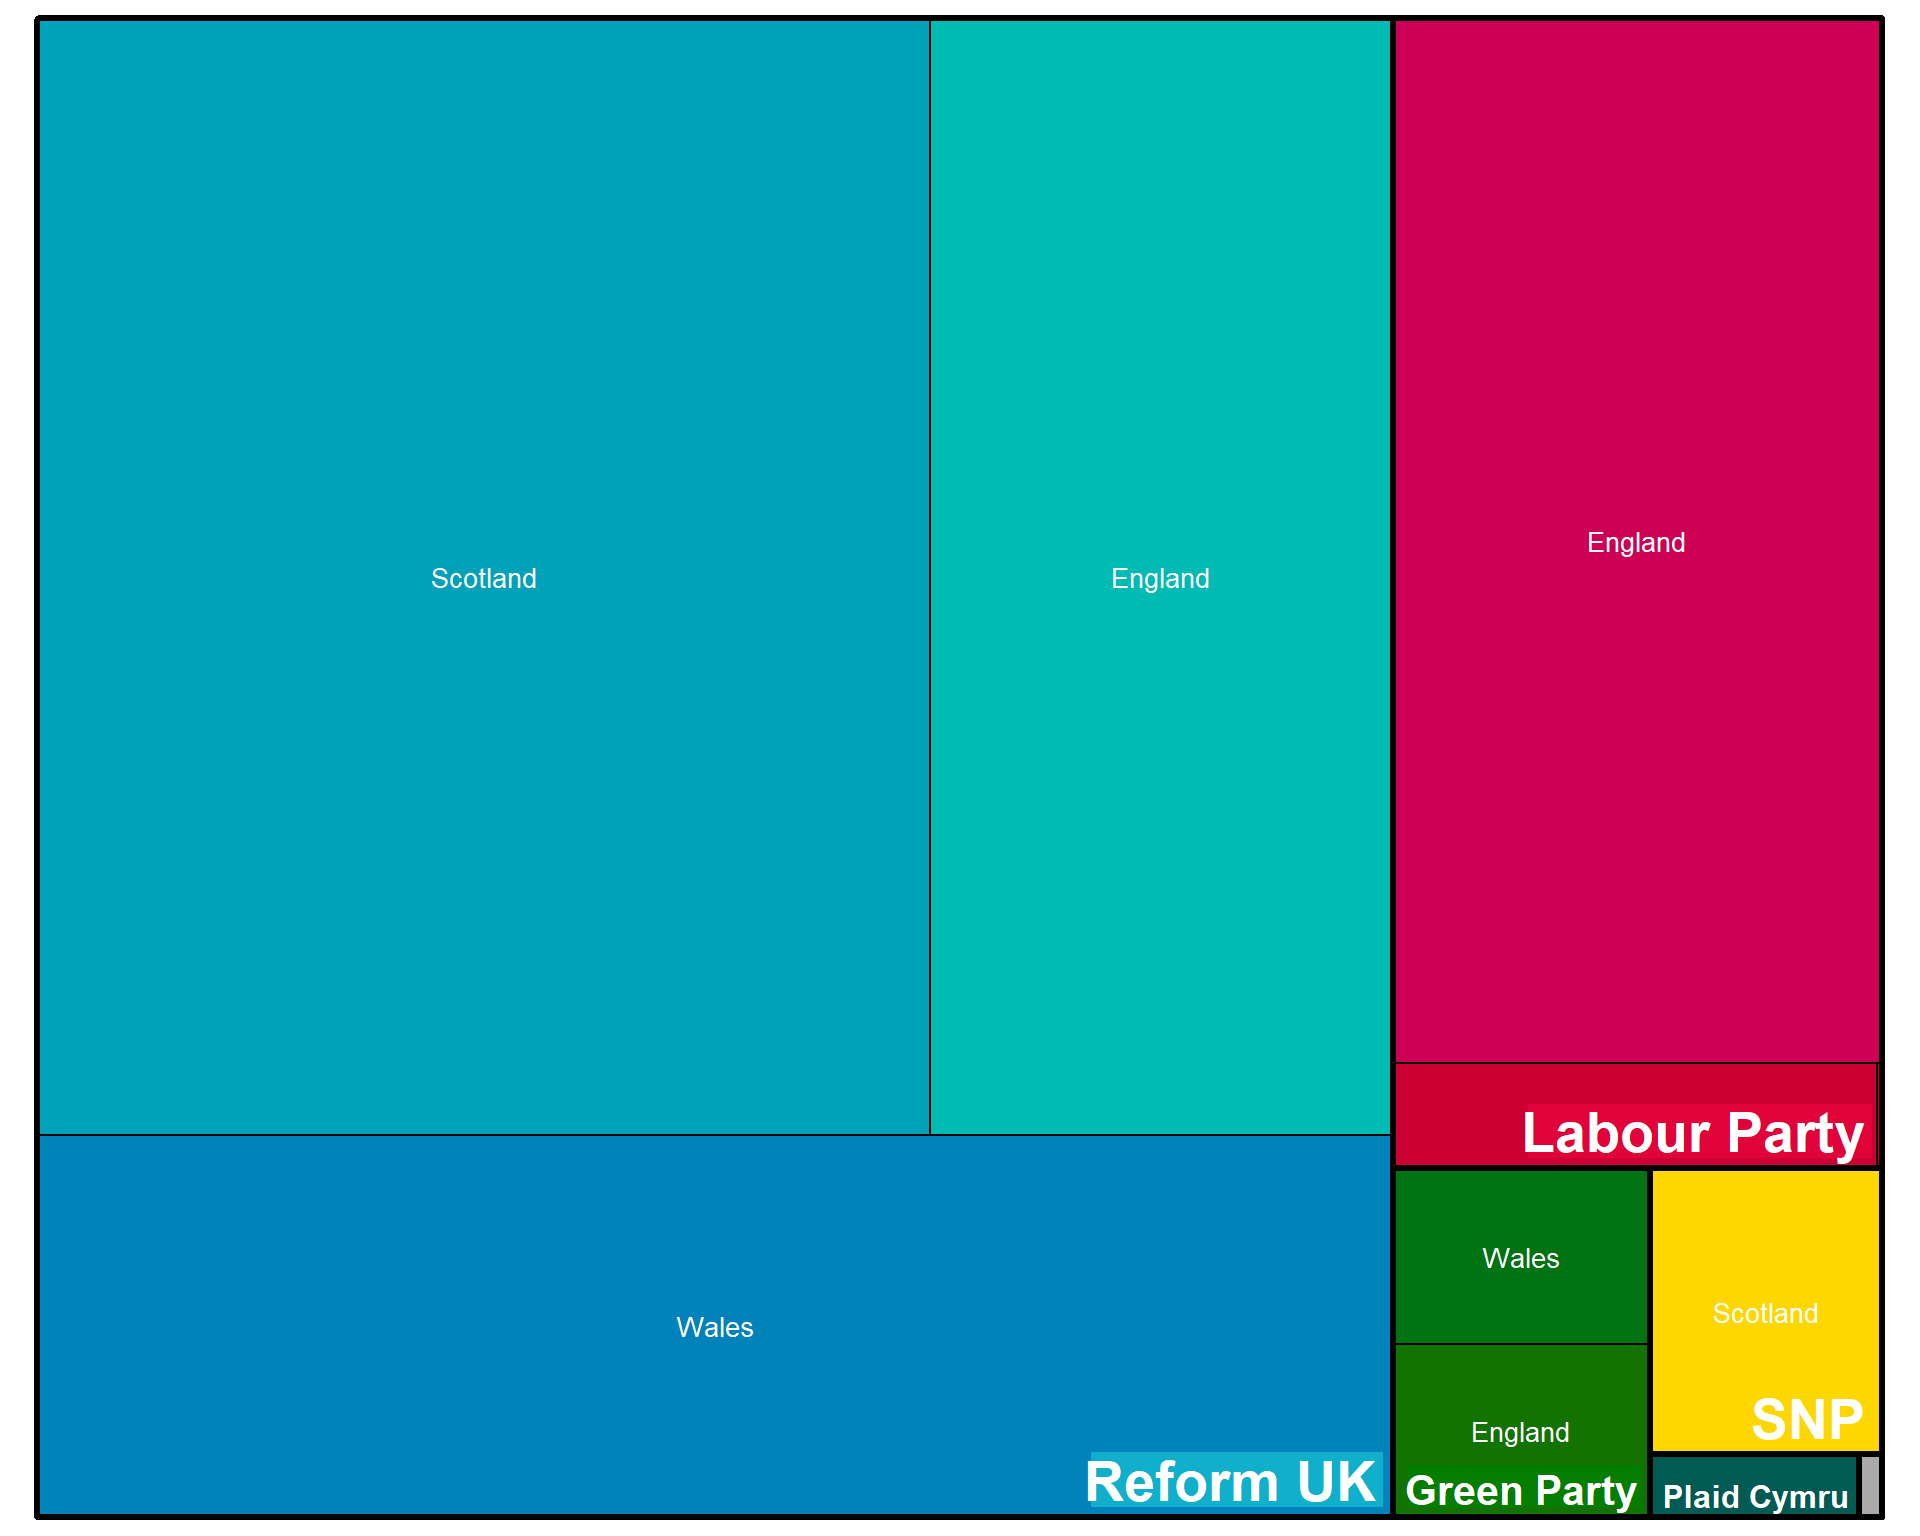 Scotland
England
England
Wales
Reform UK
Labour Party
Wales
England
Green Party
Scotland
SNP
Plaid Cymru